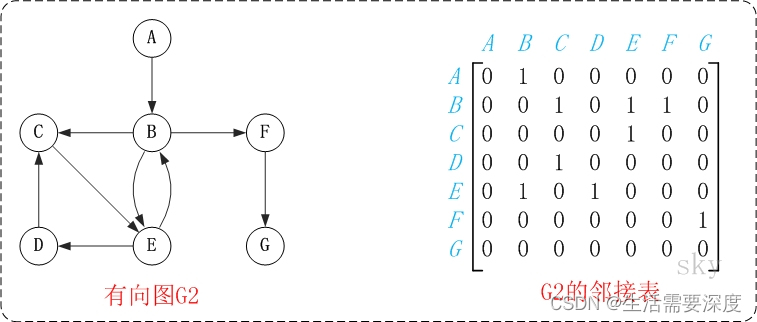 A
C
B
F
D
E
G
有向图G2
A B C D E F G
A 0 1 0 0 0 0 0
B 0 0 1 0 1 1 0
C 0 0 0 0 1 0 0
D 0 0 1 0 0 0 0
E 0 1 0 1 0 0 0
F 0 0 0 0 0 0 1
G 0 0 0 0 0 0 0
sky
G2的邻接表
CSDN @生活需要深度